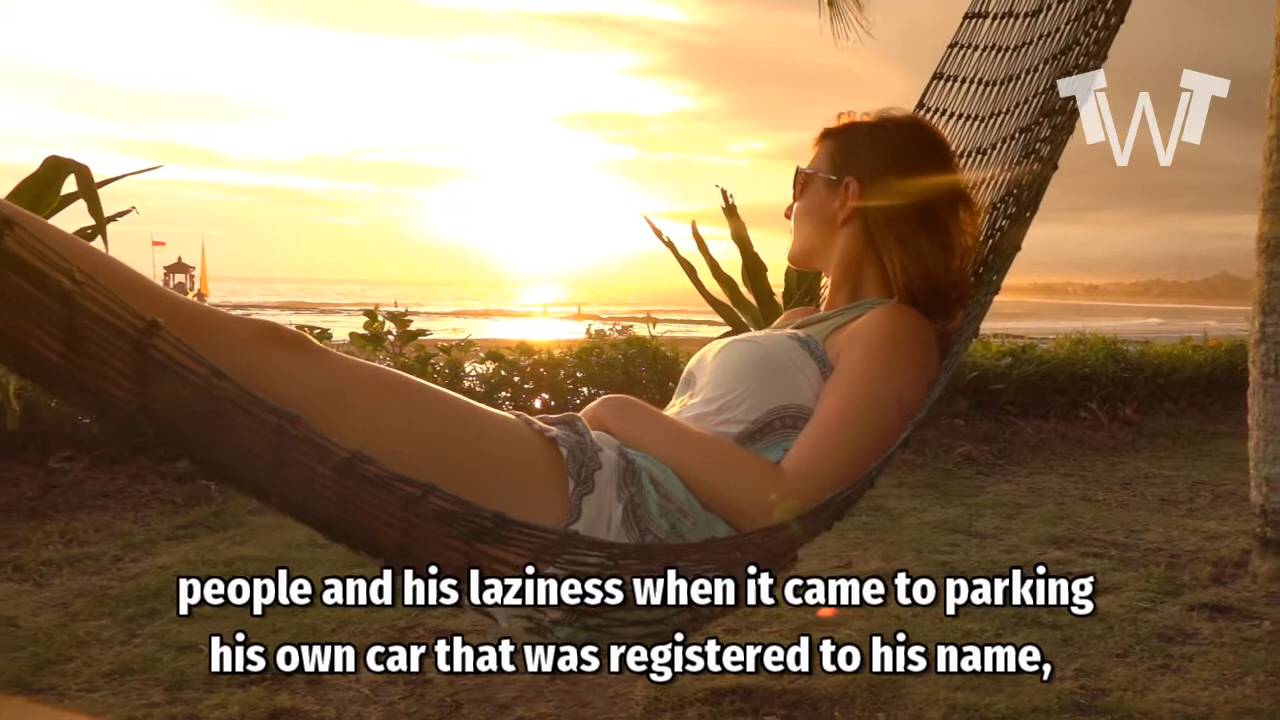 TWT
people and his laziness when it came to parking
his own car that was registered to his name,